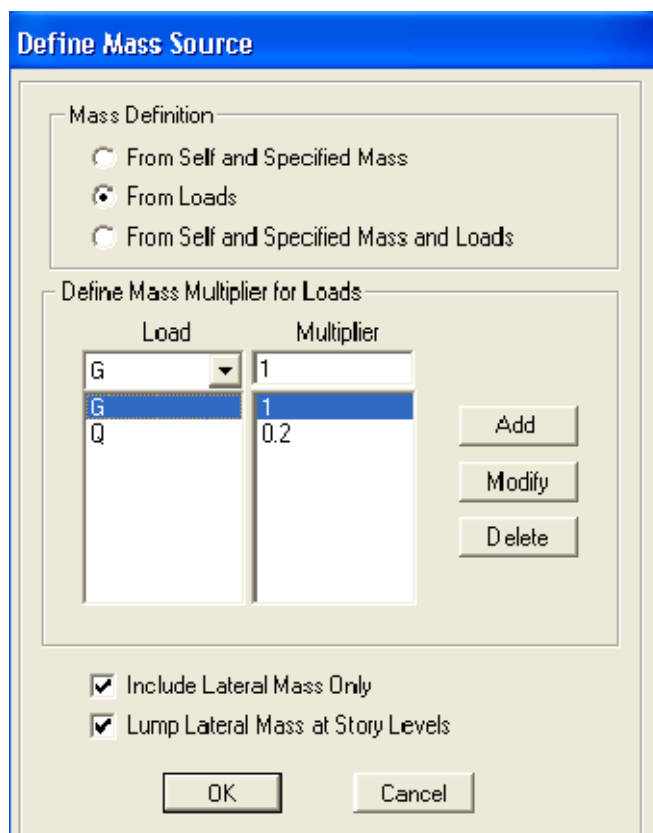 Define Mass Source
Mass Definition
From Self and Specified Mass
From Loads
From Self and Specified Mass and Loads
Define Mass Multiplier for Loads
Load Multiplier
G 1
G 1
Q 0.2
Add
Modify
Delete
Include Lateral Mass Only
Lump Lateral Mass at Story Levels
OK Cancel